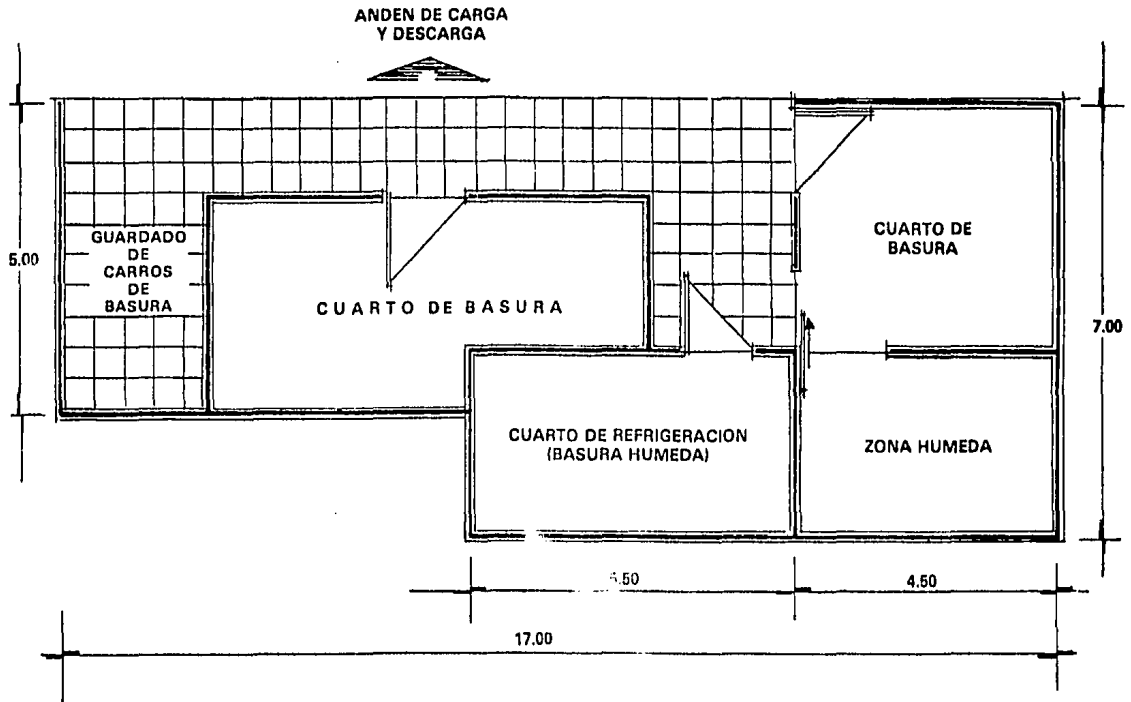 ANDEN DE CARGA
Y DESCARGA
GUARDADO
DE
CARROS
DE
BASURA
CUARTO DE BASURA
CUARTO DE
BASURA
5.00
7.00
CUARTO DE REFRIGERACION
(BASURA HUMEDA)
ZONA HUMEDA
4.50
17.00